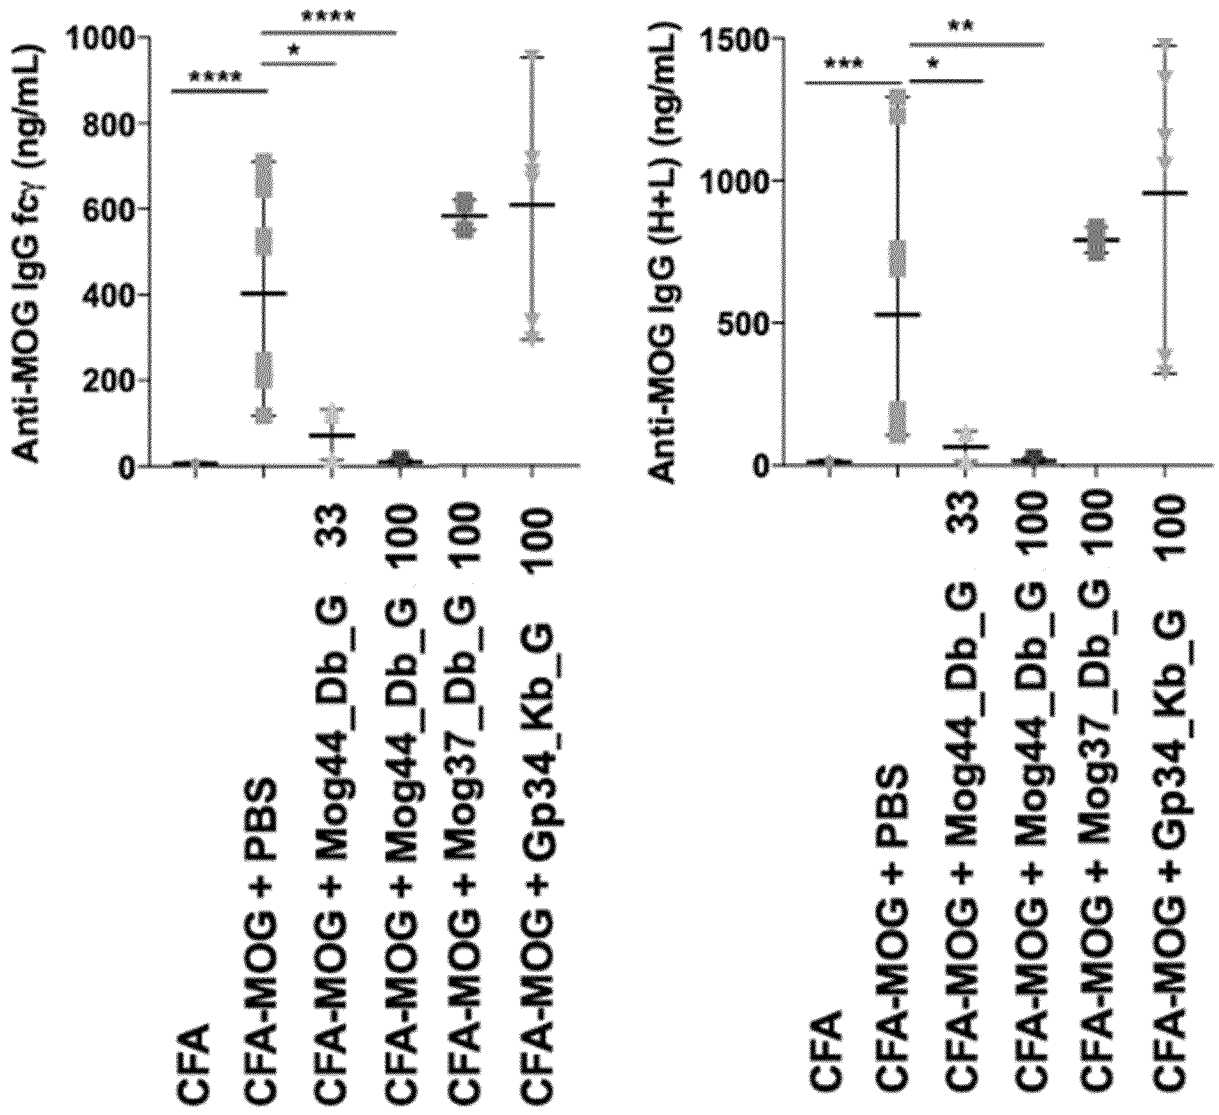 Anti-MOG IgG fcγ (ng/mL)
1000
800
600
400
200
0
****
*
****
CFA
CFA-MOG + PBS
CFA-MOG + Mog44_Db_G 33
CFA-MOG + Mog44_Db_G 100
CFA-MOG + Mog37_Db_G 100
CFA-MOG + Gp34_Kb_G 100
Anti-MOG IgG (H+L) (ng/mL)
1500
1000
500
0
**
*
***
CFA
CFA-MOG + PBS
CFA-MOG + Mog44_Db_G 33
CFA-MOG + Mog44_Db_G 100
CFA-MOG + Mog37_Db_G 100
CFA-MOG + Gp34_Kb_G 100